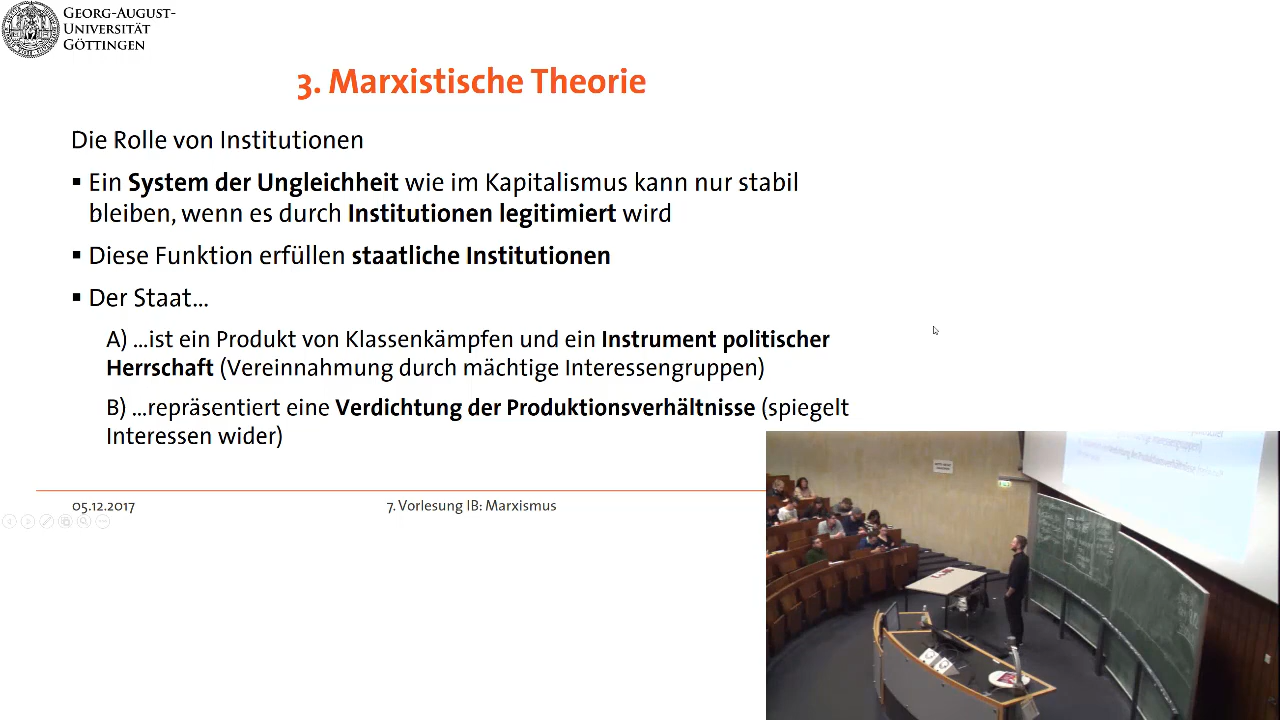 GEORG-AUGUST-
UNIVERSITÄT
GÖTTINGEN
3. Marxistische Theorie
Die Rolle von Institutionen
▪ Ein System der Ungleichheit wie im Kapitalismus kann nur stabil
bleiben, wenn es durch Institutionen legitimiert wird
▪ Diese Funktion erfüllen staatliche Institutionen
▪ Der Staat…
A) …ist ein Produkt von Klassenkämpfen und ein Instrument politischer
Herrschaft (Vereinnahmung durch mächtige Interessengruppen)
B) …repräsentiert eine Verdichtung der Produktionsverhältnisse (spiegelt
Interessen wider)
05.12.2017
7. Vorlesung IB: Marxismus